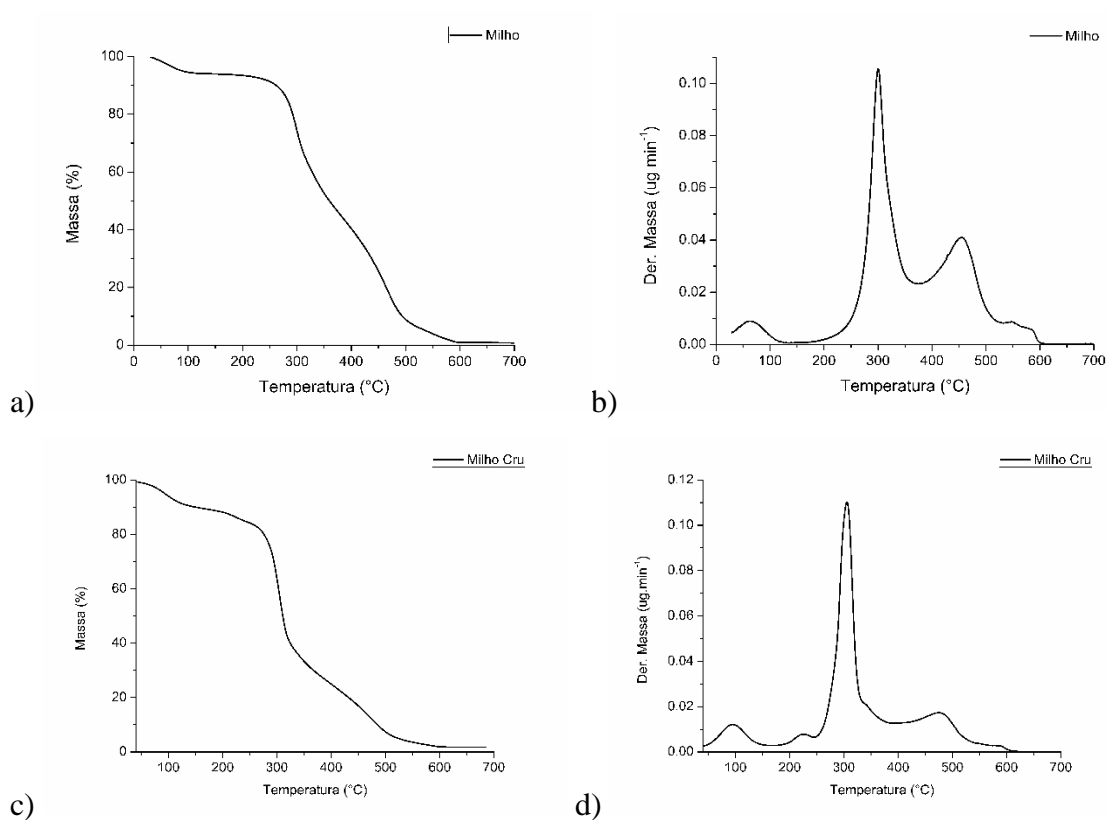 Milho
100
80
60
40
20
0
Massa (%)
0 100 200 300 400 500 600 700
Temperatura (°C)
a)
Milho
0.10
0.08
0.06
0.04
0.02
0.00
Der. Massa (ug min⁻¹)
0 100 200 300 400 500 600 700
Temperatura (°C)
b)
Milho Cru
100
80
60
40
20
0
Massa (%)
100 200 300 400 500 600 700
Temperatura (°C)
c)
Milho Cru
0.12
0.10
0.08
0.06
0.04
0.02
0.00
Der. Massa (ug.min⁻¹)
100 200 300 400 500 600 700
Temperatura (°C)
d)